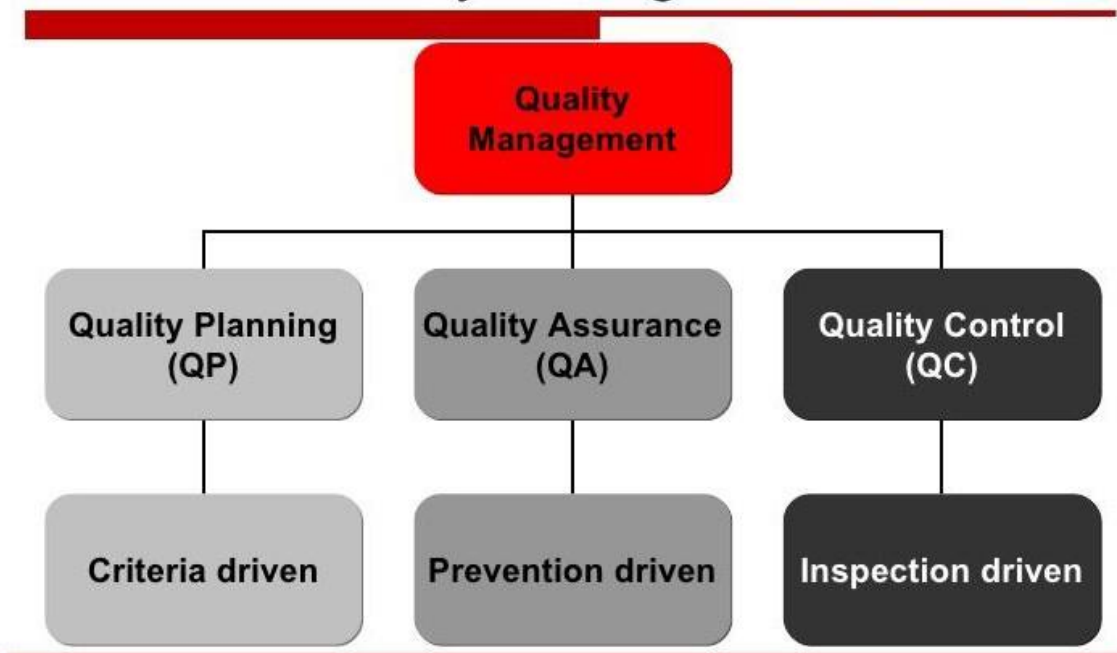 Quality
Management
Quality Planning
(QP)
Quality Assurance
(QA)
Quality Control
(QC)
Criteria driven
Prevention driven
Inspection driven